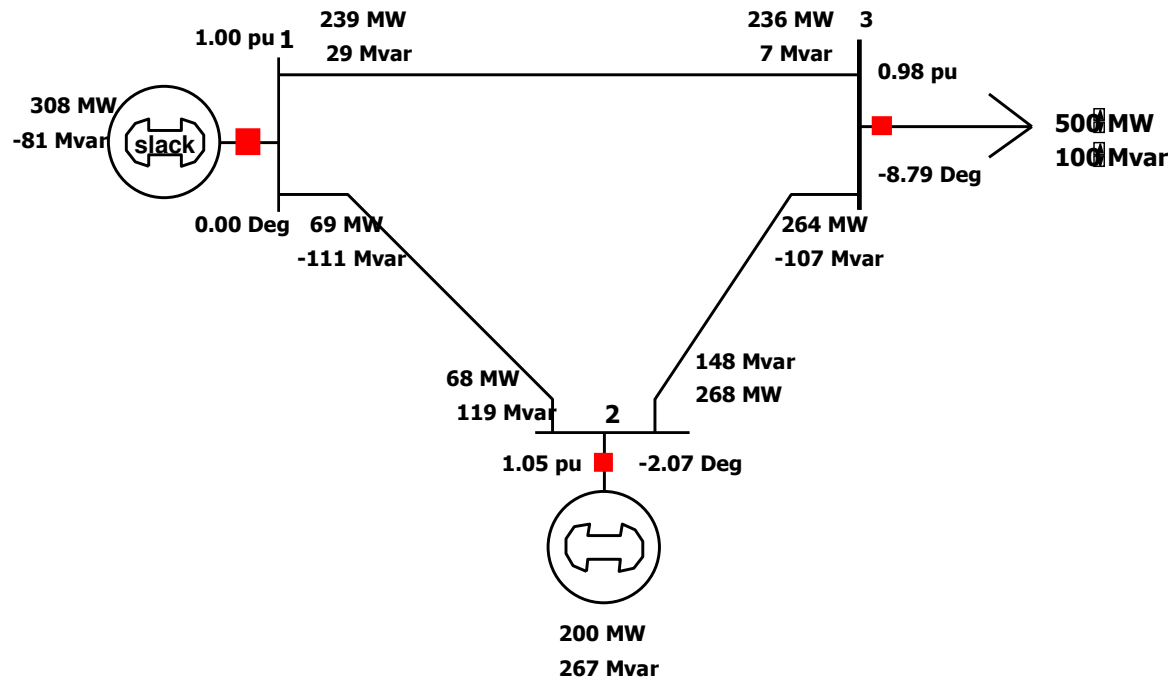 239 MW
29 Mvar
236 MW
7 Mvar
3
1.00 pu
1
0.98 pu
308 MW
-81 Mvar
slack
500 MW
100 Mvar
-8.79 Deg
0.00 Deg
69 MW
-111 Mvar
264 MW
-107 Mvar
68 MW
119 Mvar
148 Mvar
268 MW
2
1.05 pu
-2.07 Deg
200 MW
267 Mvar